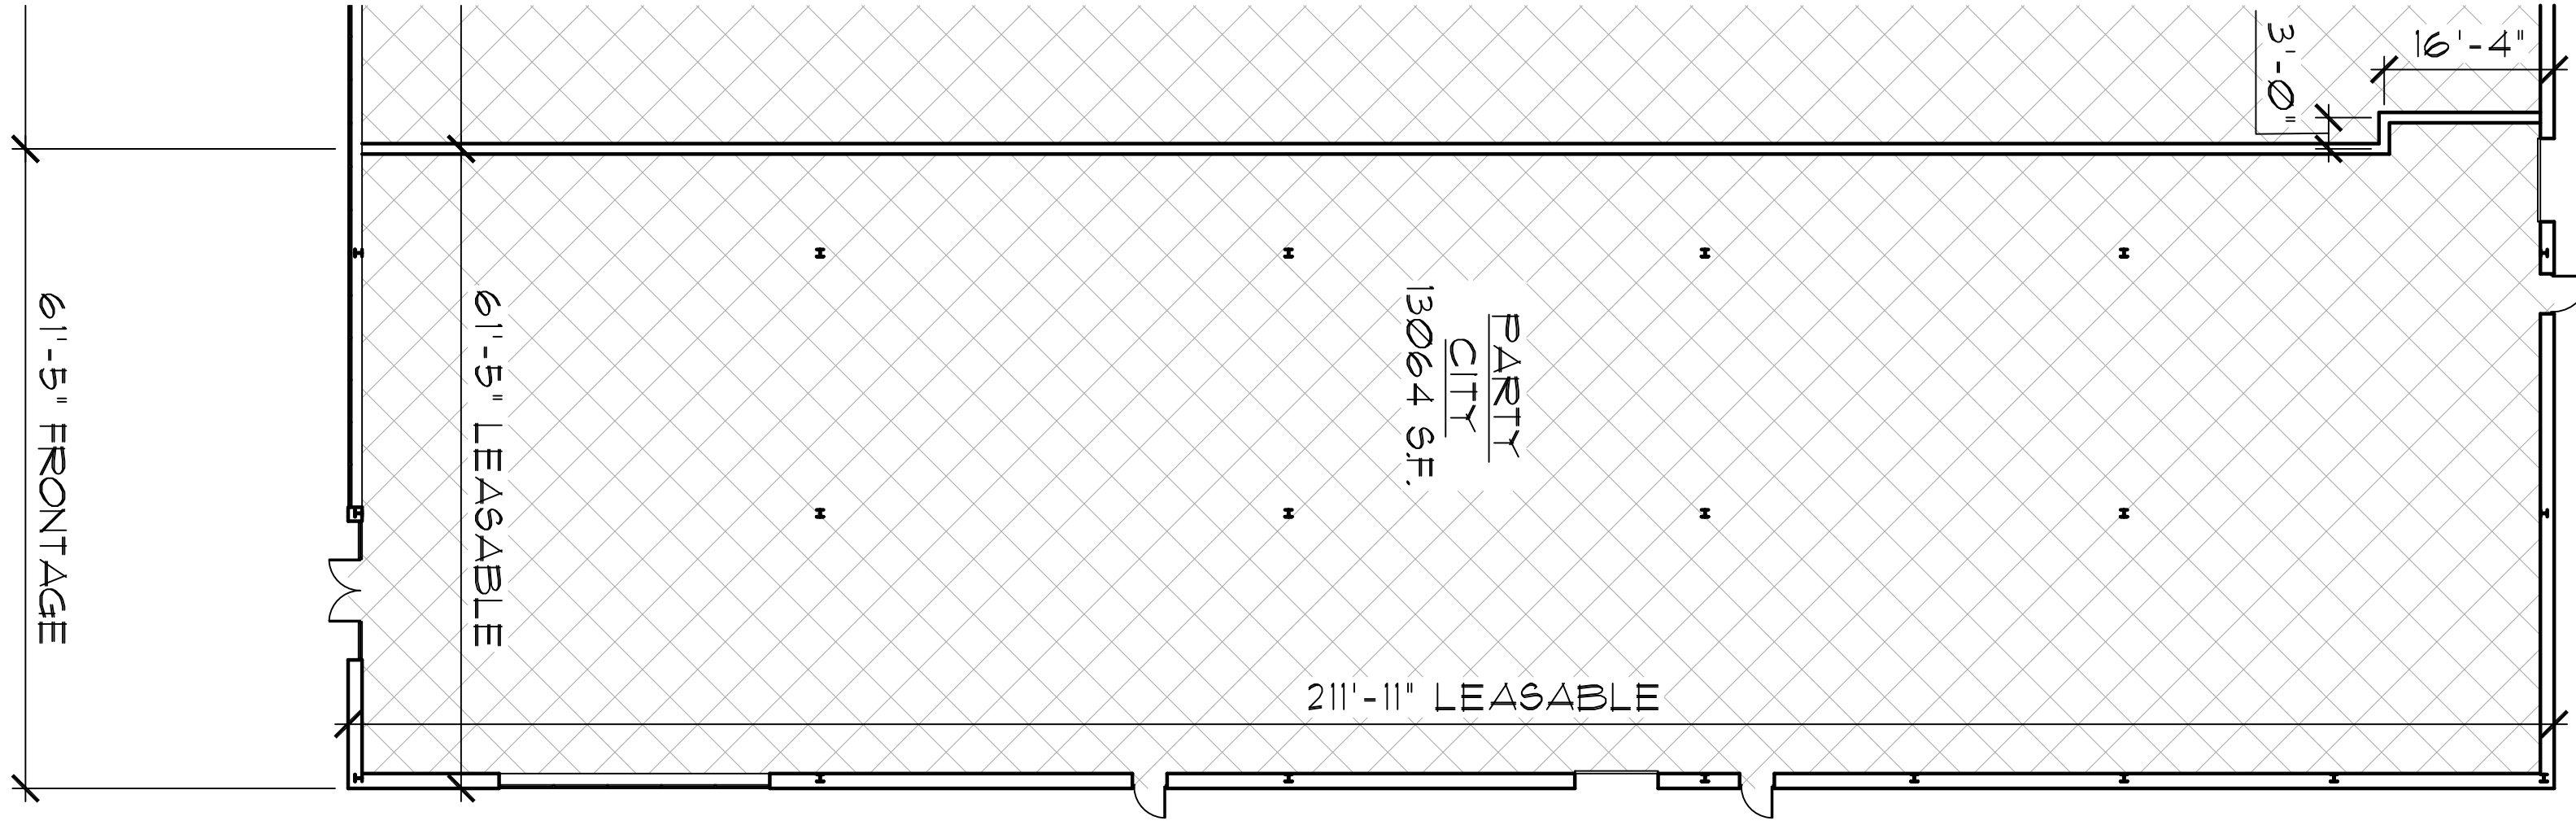 16'-4"
3'-0"
PARTY
CITY
13064 S.F.
61'-5" LEASABLE
61'-5" FRONTAGE
211'-11" LEASABLE